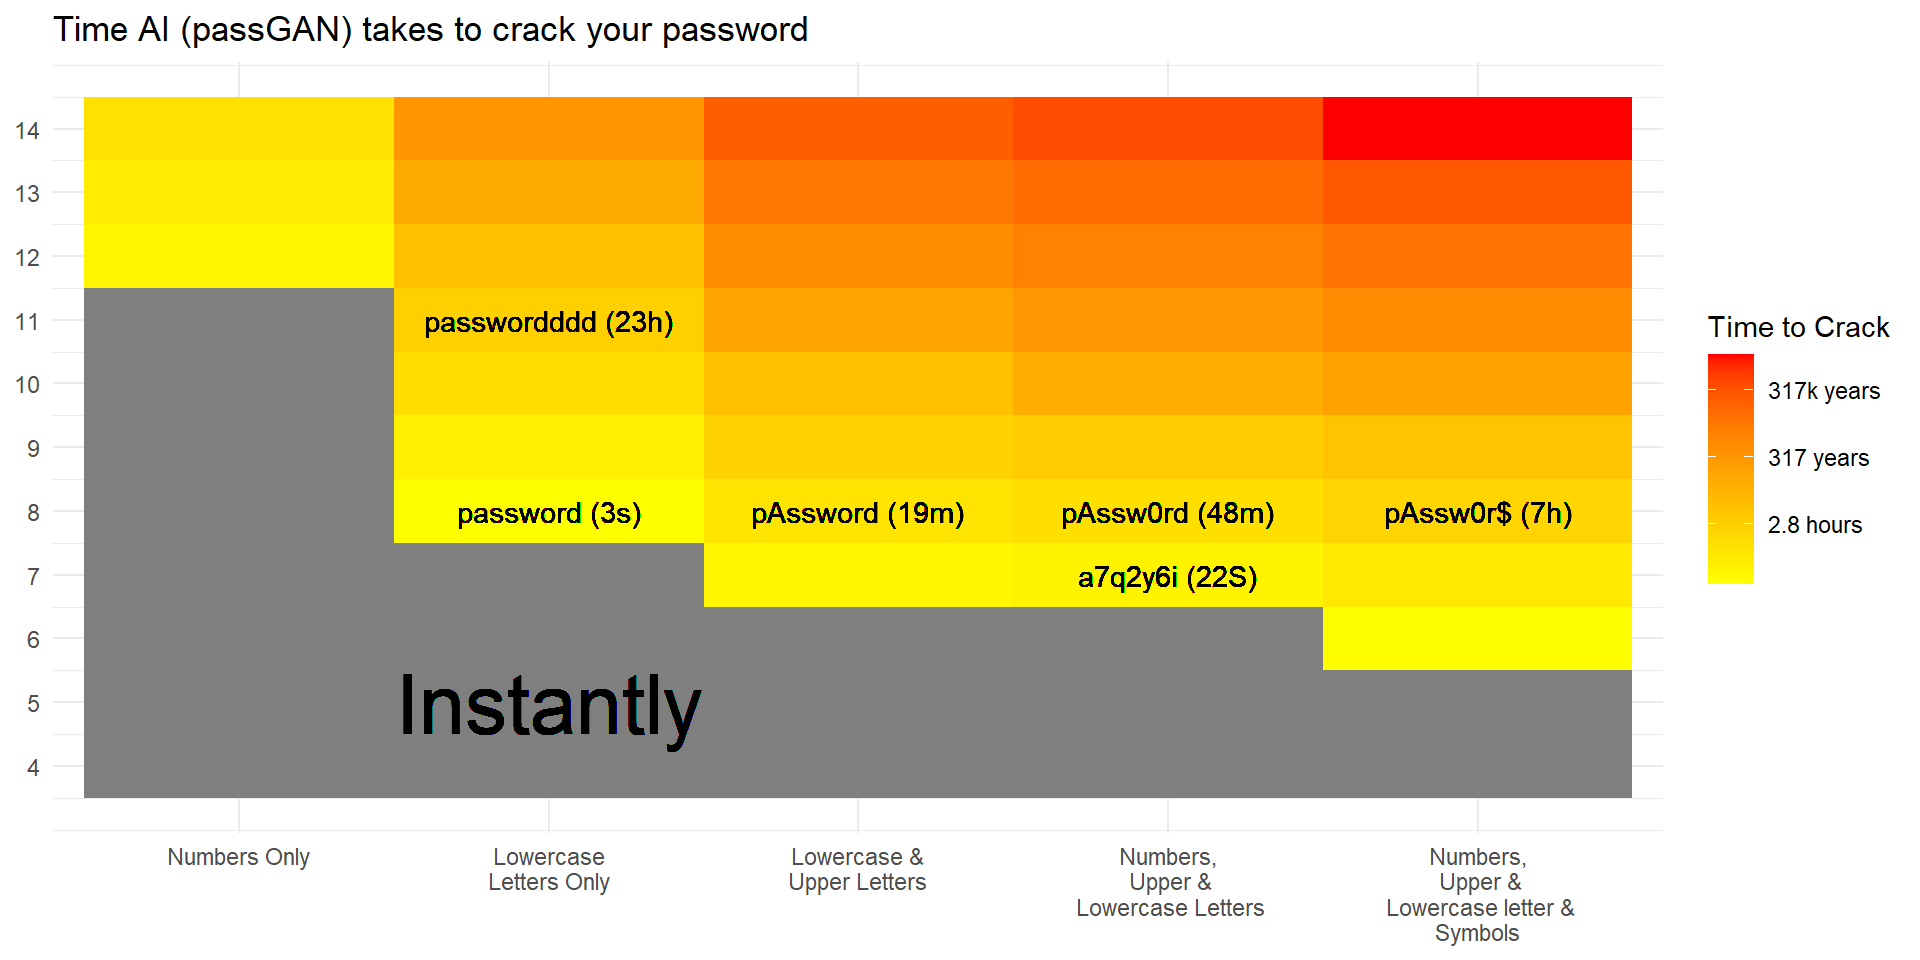 Time AI (passGAN) takes to crack your password
14
13
12
11
10
9
8
7
6
5
4
passwordddd (23h)
password (3s)
pAssword (19m)
pAssw0rd (48m)
pAssw0r$ (7h)
a7q2y6i (22S)
Instantly
Numbers Only
Lowercase
Letters Only
Lowercase &
Upper Letters
Numbers,
Upper &
Lowercase Letters
Numbers,
Upper &
Lowercase letter &
Symbols
Time to Crack
317k years
317 years
2.8 hours